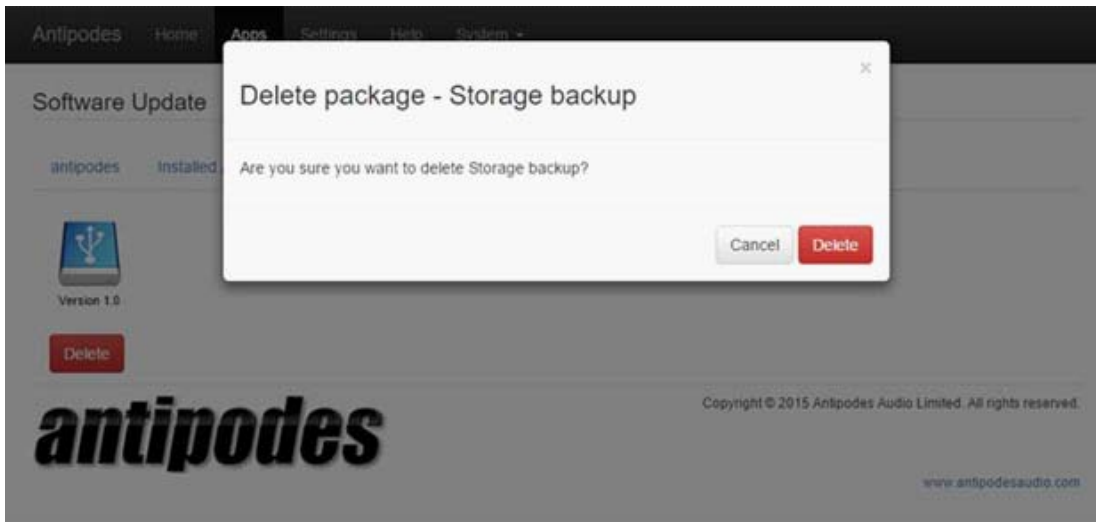 Antipodes Home Apps Settings Help System
×
Delete package - Storage backup
Software Update
antipodes Installed
Are you sure you want to delete Storage backup?
Cancel Delete
Version 1.0
Delete
antipodes
Copyright © 2015 Antipodes Audio Limited. All rights reserved.
www.antipodesaudio.com